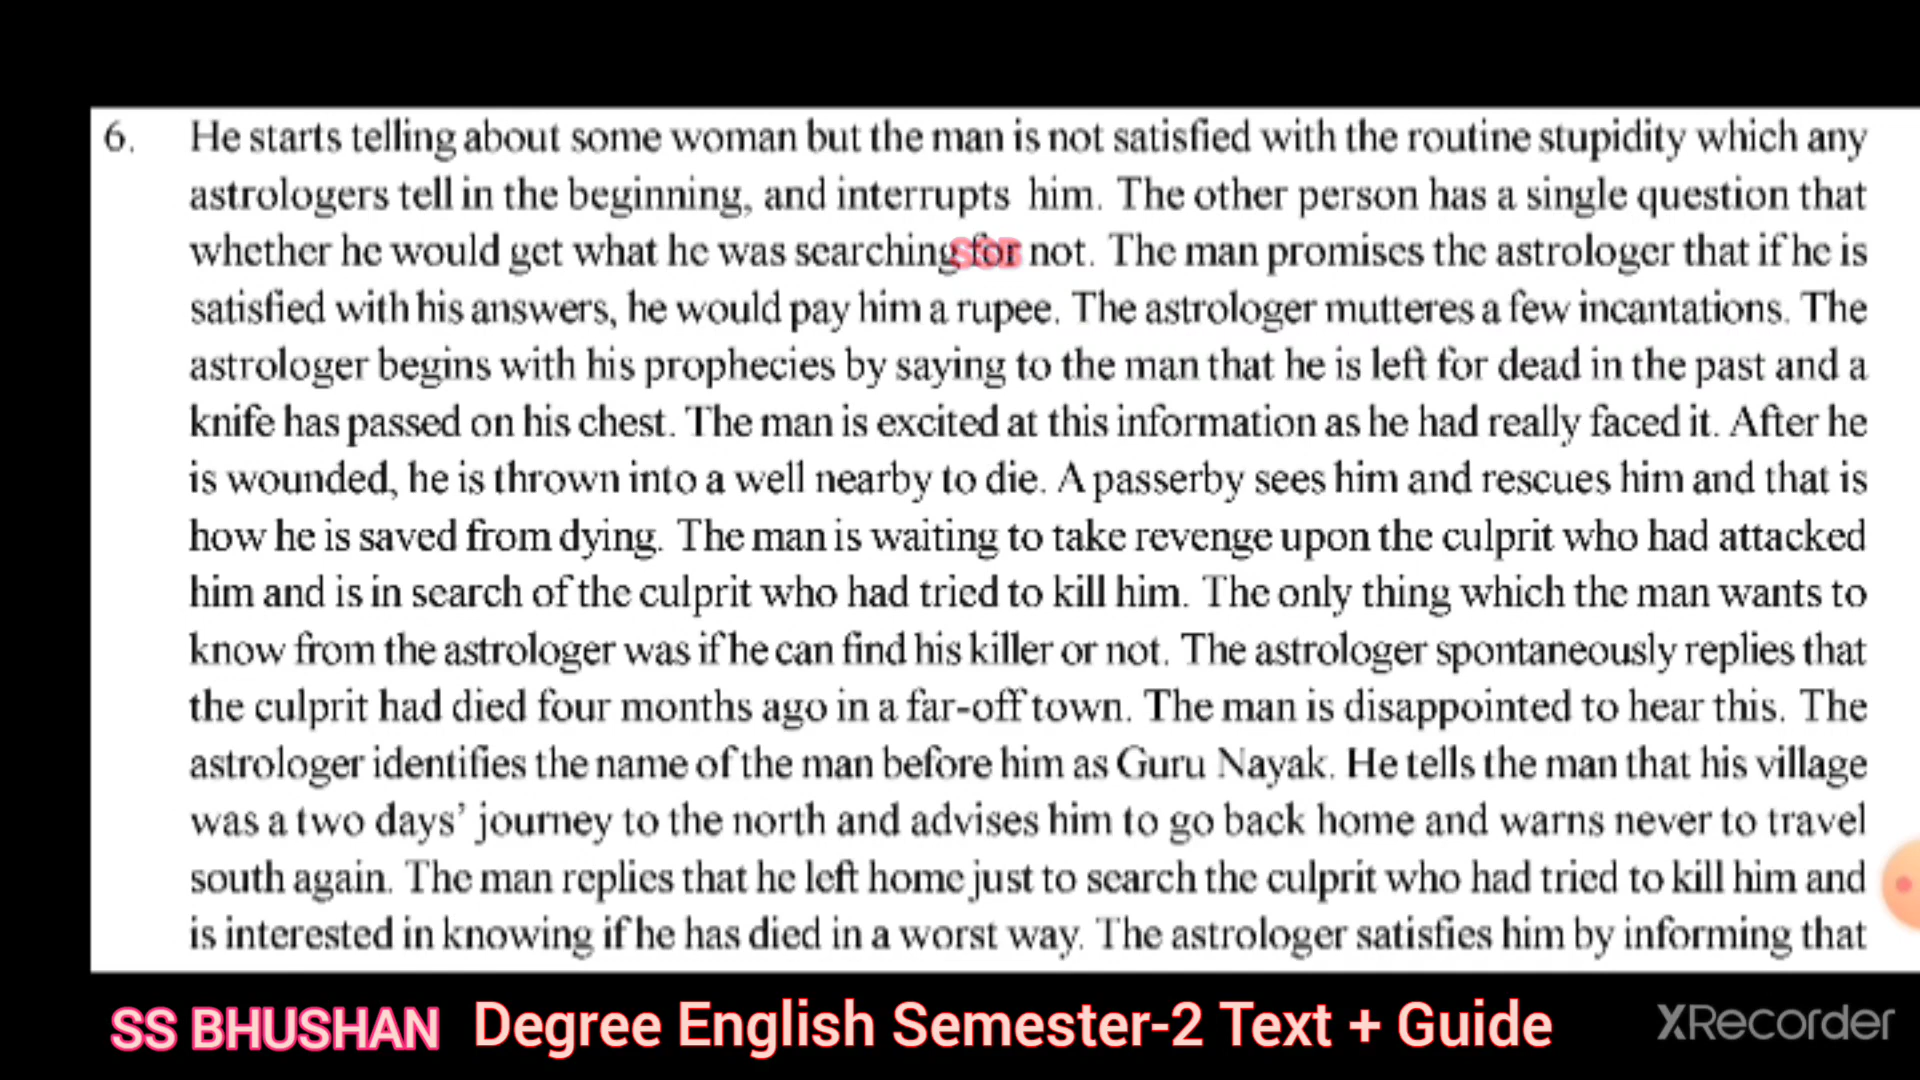 6. He starts telling about some woman but the man is not satisfied with the routine stupidity which any
astrologers tell in the beginning, and interrupts him. The other person has a single question that
whether he would get what he was searching for not. The man promises the astrologer that if he is
satisfied with his answers, he would pay him a rupee. The astrologer mutteres a few incantations. The
astrologer begins with his prophecies by saying to the man that he is left for dead in the past and a
knife has passed on his chest. The man is excited at this information as he had really faced it. After he
is wounded, he is thrown into a well nearby to die. A passerby sees him and rescues him and that is
how he is saved from dying. The man is waiting to take revenge upon the culprit who had attacked
him and is in search of the culprit who had tried to kill him. The only thing which the man wants to
know from the astrologer was if he can find his killer or not. The astrologer spontaneously replies that
the culprit had died four months ago in a far-off town. The man is disappointed to hear this. The
astrologer identifies the name of the man before him as Guru Nayak. He tells the man that his village
was a two days’ journey to the north and advises him to go back home and warns never to travel
south again. The man replies that he left home just to search the culprit who had tried to kill him and
is interested in knowing if he has died in a worst way. The astrologer satisfies him by informing that
SSB
SS BHUSHAN Degree English Semester-2 Text + Guide
XRecorder